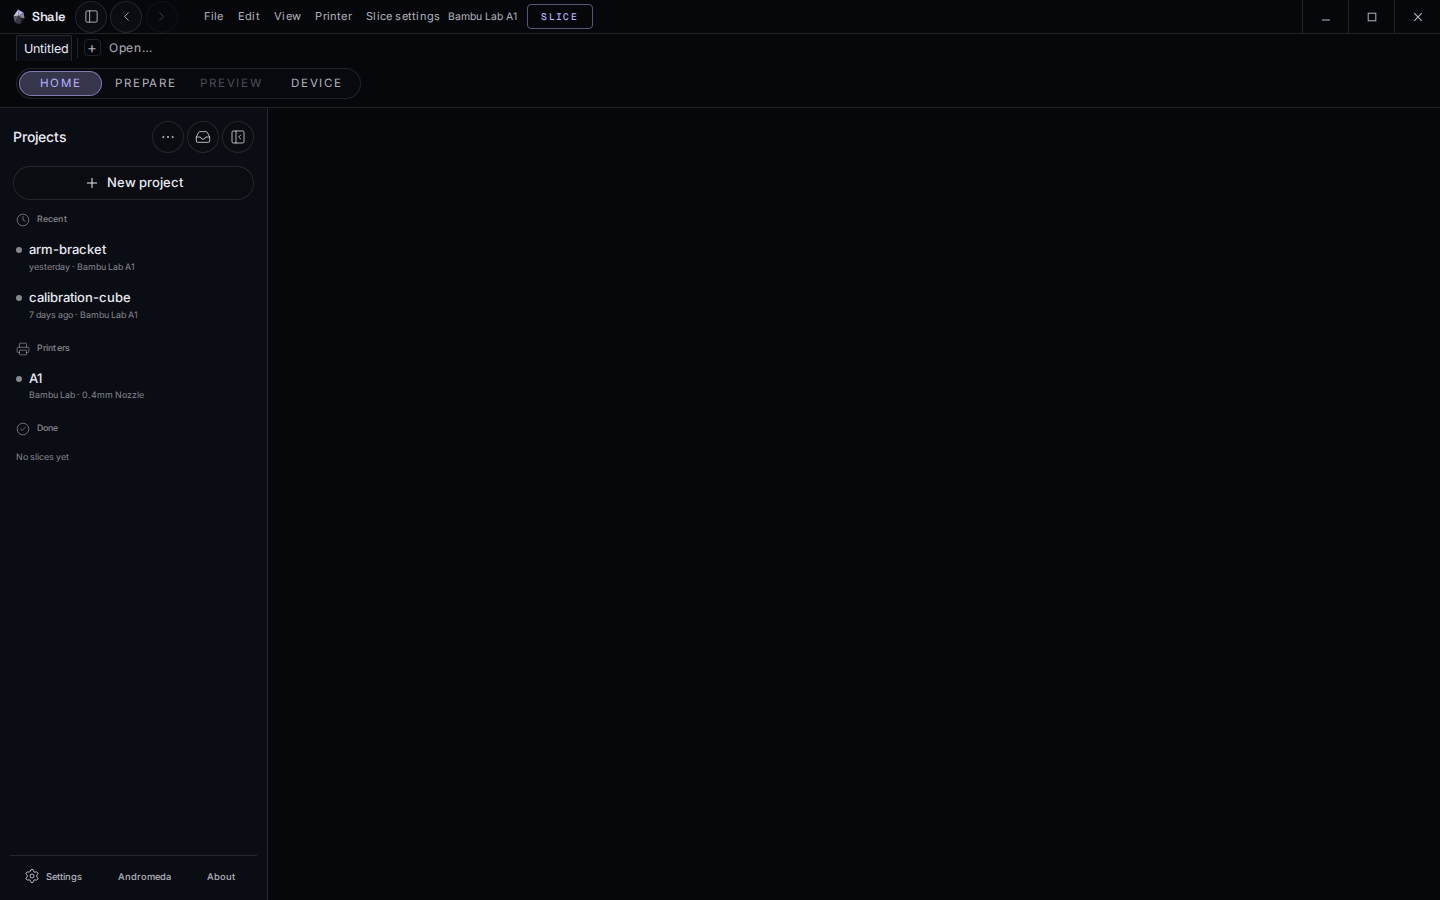 Shale File Edit View Printer Slice settings Bambu Lab A1 SLICE
Untitled + Open...
HOME PREPARE PREVIEW DEVICE
Projects
New project
Recent
arm-bracket
yesterday · Bambu Lab A1
calibration-cube
7 days ago · Bambu Lab A1
Printers
A1
Bambu Lab · 0.4mm Nozzle
Done
No slices yet
Settings Andromeda About